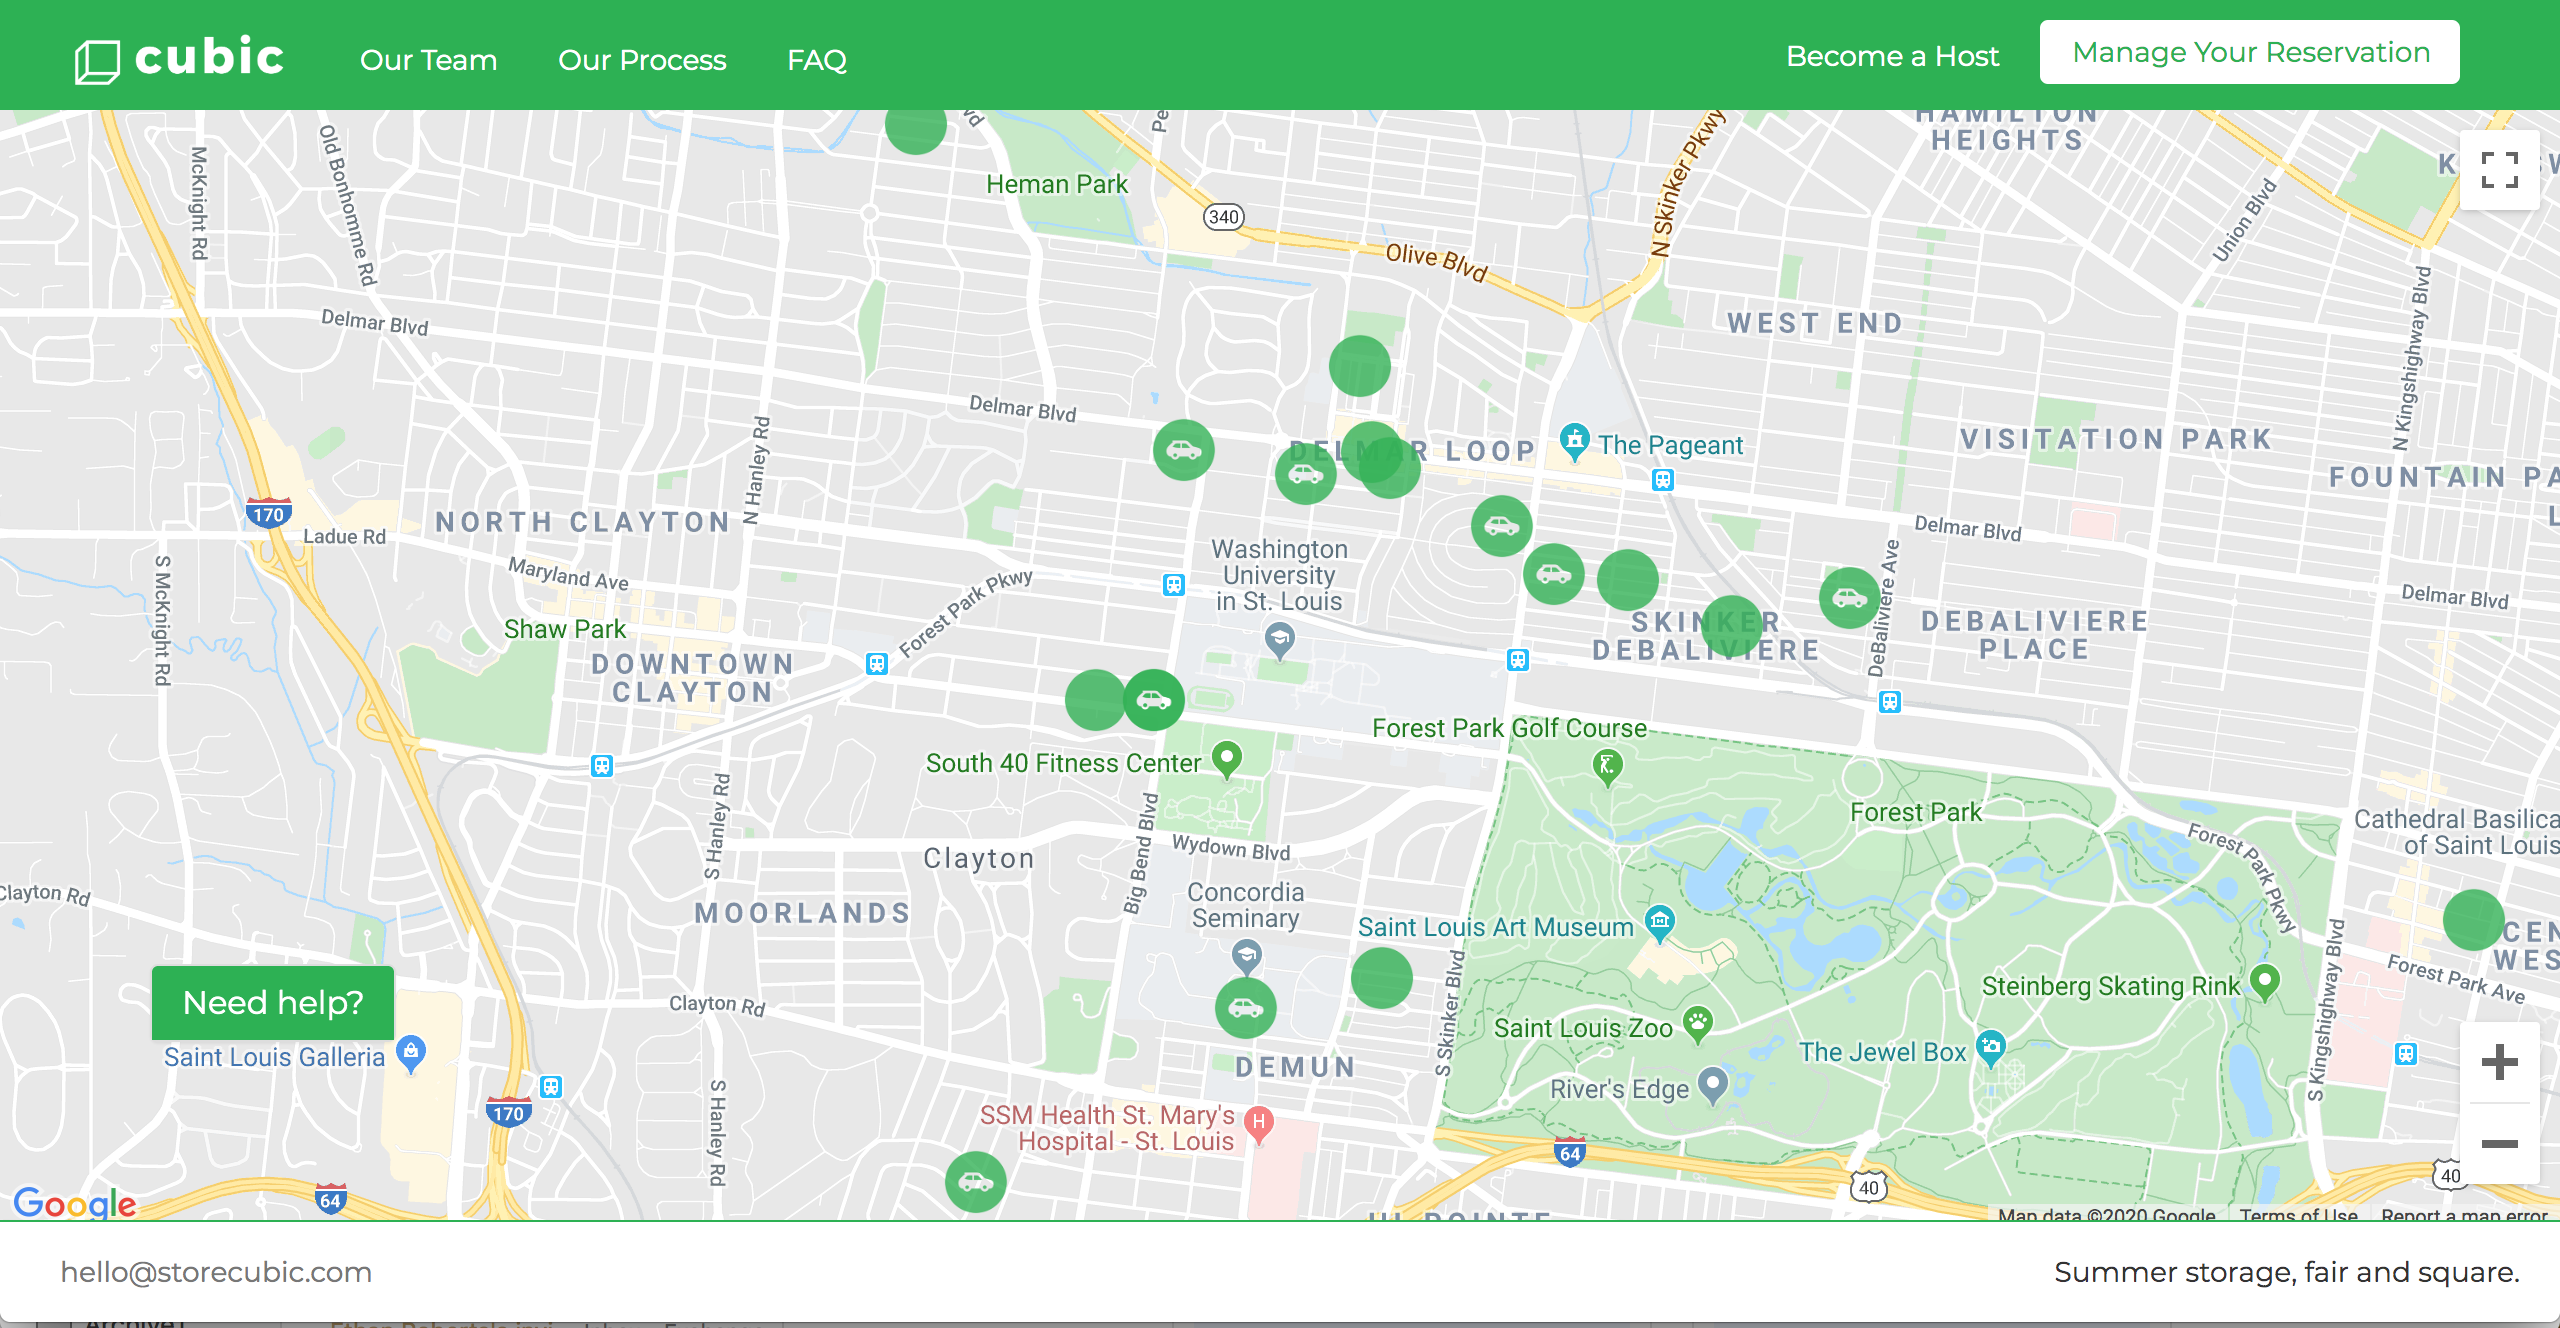 cubic
Our Team
Our Process
FAQ
Become a Host
Manage Your Reservation
HAMILTON
HEIGHTS
Heman Park
340
Olive Blvd
N Skinker Pkwy
Union Blvd
McKnight Rd
Old Bonhomme Rd
Delmar Blvd
WEST END
N Kingshighway Blvd
Delmar Blvd
N Hanley Rd
DELMAR LOOP
The Pageant
VISITATION PARK
FOUNTAIN PA
L
170
Ladue Rd
NORTH CLAYTON
Delmar Blvd
Washington
University
in St. Louis
Maryland Ave
Forest Park Pkwy
S McKnight Rd
DeBaliviere Ave
Delmar Blvd
Shaw Park
SKINKER
DEBALIVIERE
DEBALIVIERE
PLACE
DOWNTOWN
CLAYTON
Forest Park Golf Course
South 40 Fitness Center
S Hanley Rd
Big Bend Blvd
Forest Park
Cathedral Basilica
of Saint Louis
Forest Park Pkwy
Wydown Blvd
Clayton
Clayton Rd
MOORLANDS
Concordia
Seminary
Saint Louis Art Museum
CEN
WES
Forest Park Ave
S Skinker Blvd
S Kingshighway Blvd
Steinberg Skating Rink
Need help?
Clayton Rd
Saint Louis Zoo
The Jewel Box
Saint Louis Galleria
DEMUN
River's Edge
170
S Hanley Rd
SSM Health St. Mary's
Hospital - St. Louis
H
64
40
40
64
Google
HI-POINTE
Map data ©2020 Google
Terms of Use
Report a map error
hello@storecubic.com
Summer storage, fair and square.